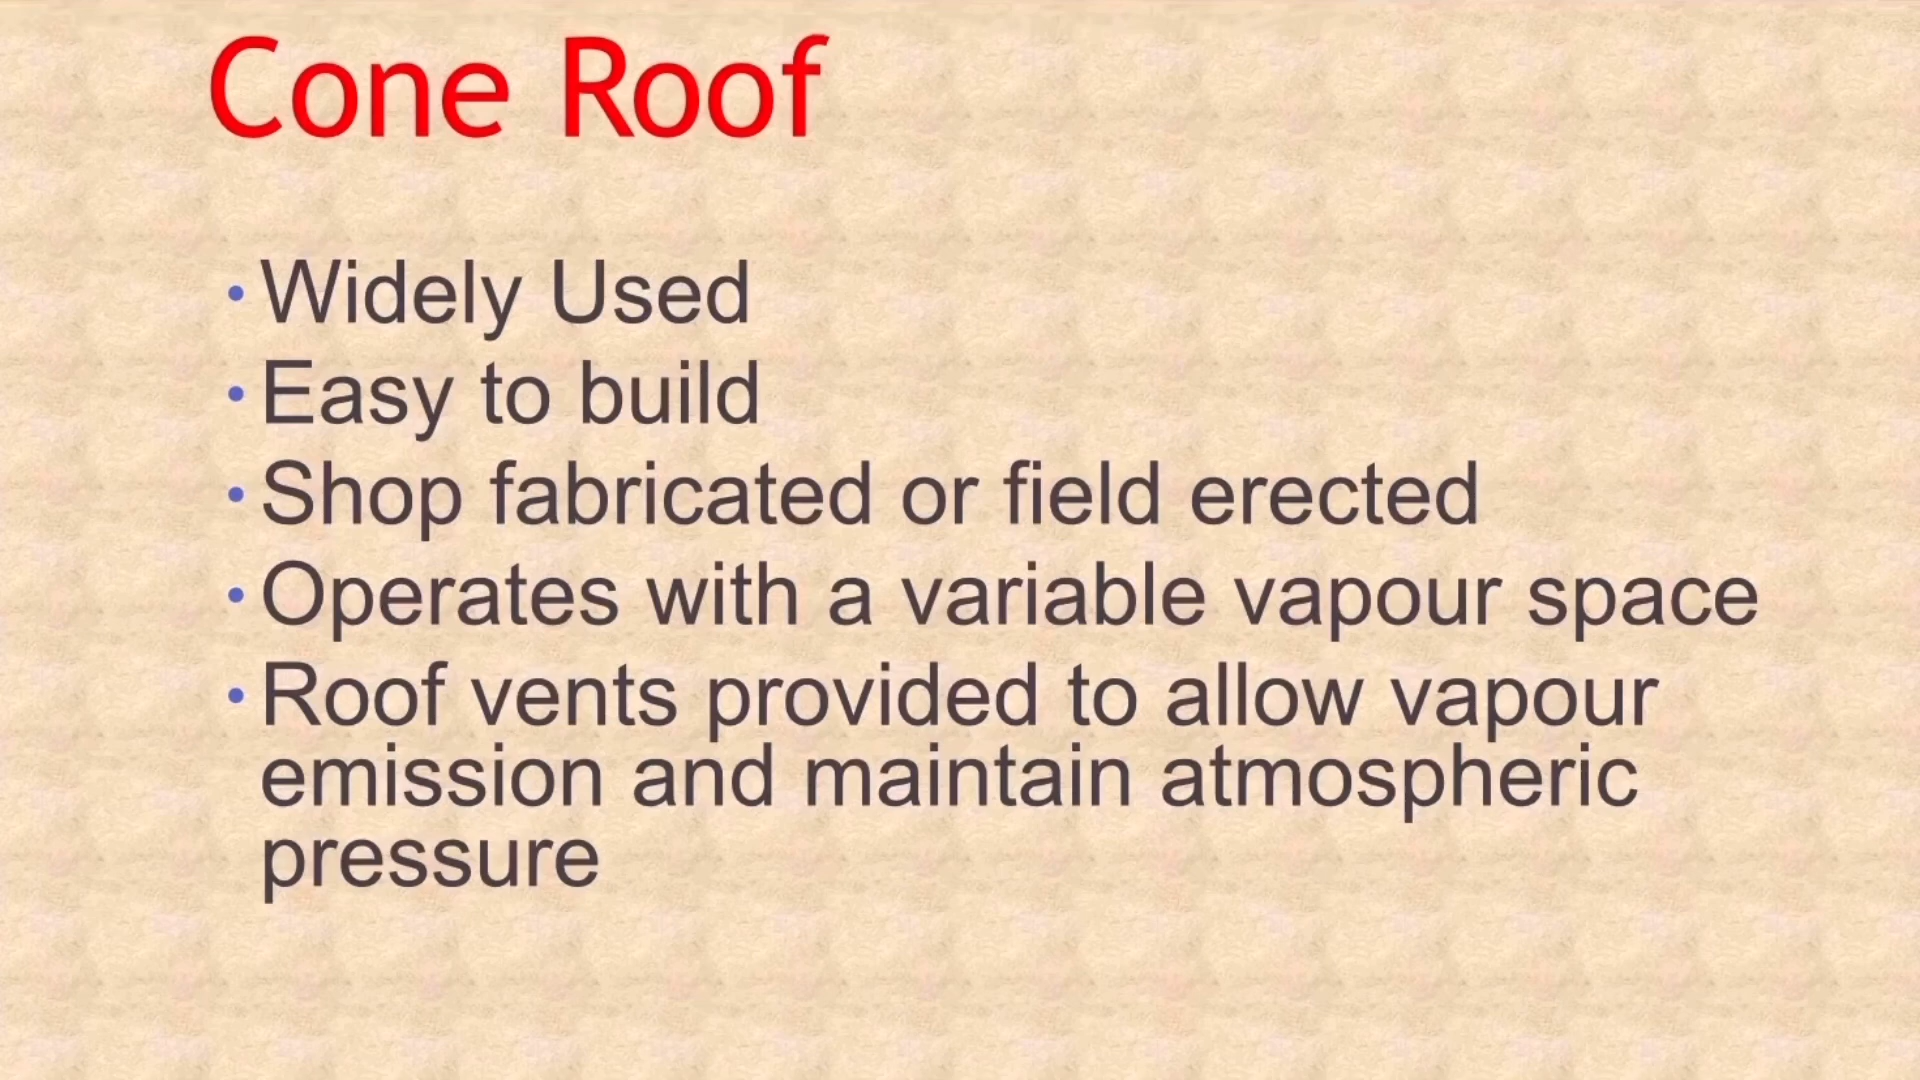 Cone Roof
• Widely Used
• Easy to build
• Shop fabricated or field erected
• Operates with a variable vapour space
• Roof vents provided to allow vapour
emission and maintain atmospheric
pressure